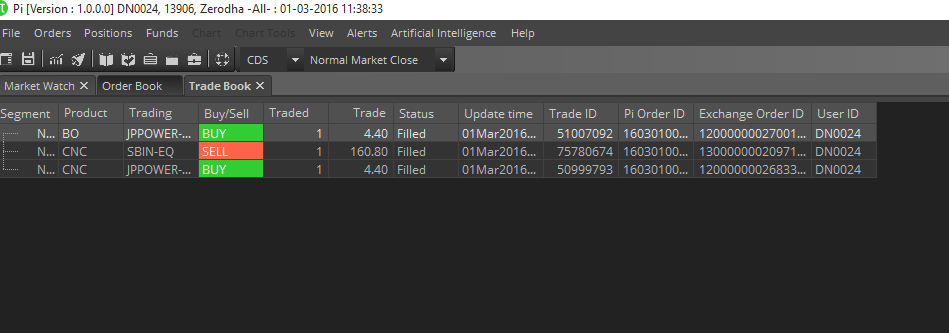 Pi [Version : 1.0.0.0] DN0024, 13906, Zerodha -All- : 01-03-2016 11:38:33
File Orders Positions Funds Chart Chart Tools View Alerts Artificial Intelligence Help
CDS Normal Market Close
Market Watch Order Book Trade Book
Segment Product Trading Buy/Sell Traded Trade Status Update time Trade ID Pi Order ID Exchange Order ID User ID
N... BO JPPOWER-... BUY 1 4.40 Filled 01Mar2016... 51007092 16030100... 12000000027001... DN0024
N... CNC SBIN-EQ SELL 1 160.80 Filled 01Mar2016... 75780674 16030100... 13000000020971... DN0024
N... CNC JPPOWER-... BUY 1 4.40 Filled 01Mar2016... 50999793 16030100... 12000000026833... DN0024